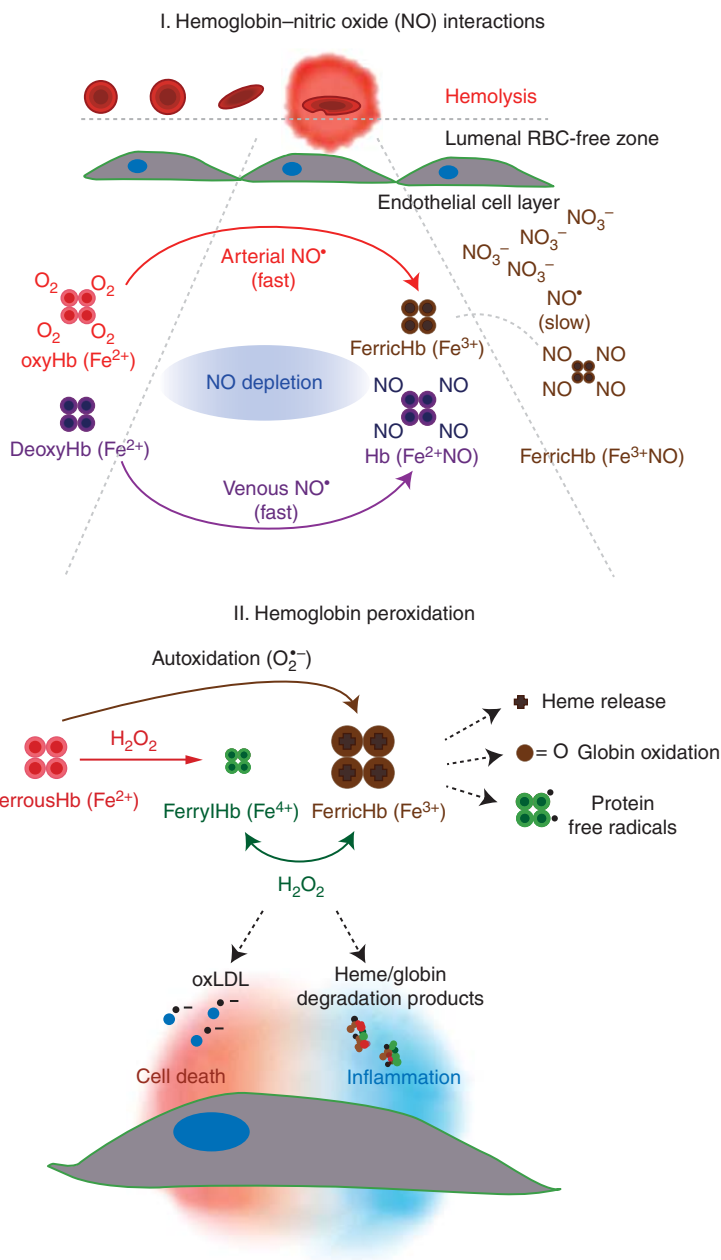 I. Hemoglobin–nitric oxide (NO) interactions
Hemolysis
Lumenal RBC-free zone
Endothelial cell layer
NO₃⁻
NO₃⁻
NO₃⁻
NO₃⁻
Arterial NO•
(fast)
O₂
O₂
O₂
O₂
oxyHb (Fe²⁺)
FerricHb (Fe³⁺)
NO•
(slow)
NO
NO
NO
NO
NO depletion
NO
NO
NO
NO
DeoxyHb (Fe²⁺)
Hb (Fe²⁺NO)
FerricHb (Fe³⁺NO)
Venous NO•
(fast)
II. Hemoglobin peroxidation
Autoxidation (O₂•⁻)
H₂O₂
errousHb (Fe²⁺)
FerrylHb (Fe⁴⁺)
FerricHb (Fe³⁺)
Heme release
= O Globin oxidation
Protein
free radicals
H₂O₂
oxLDL
Heme/globin
degradation products
–
–
–
Cell death
Inflammation